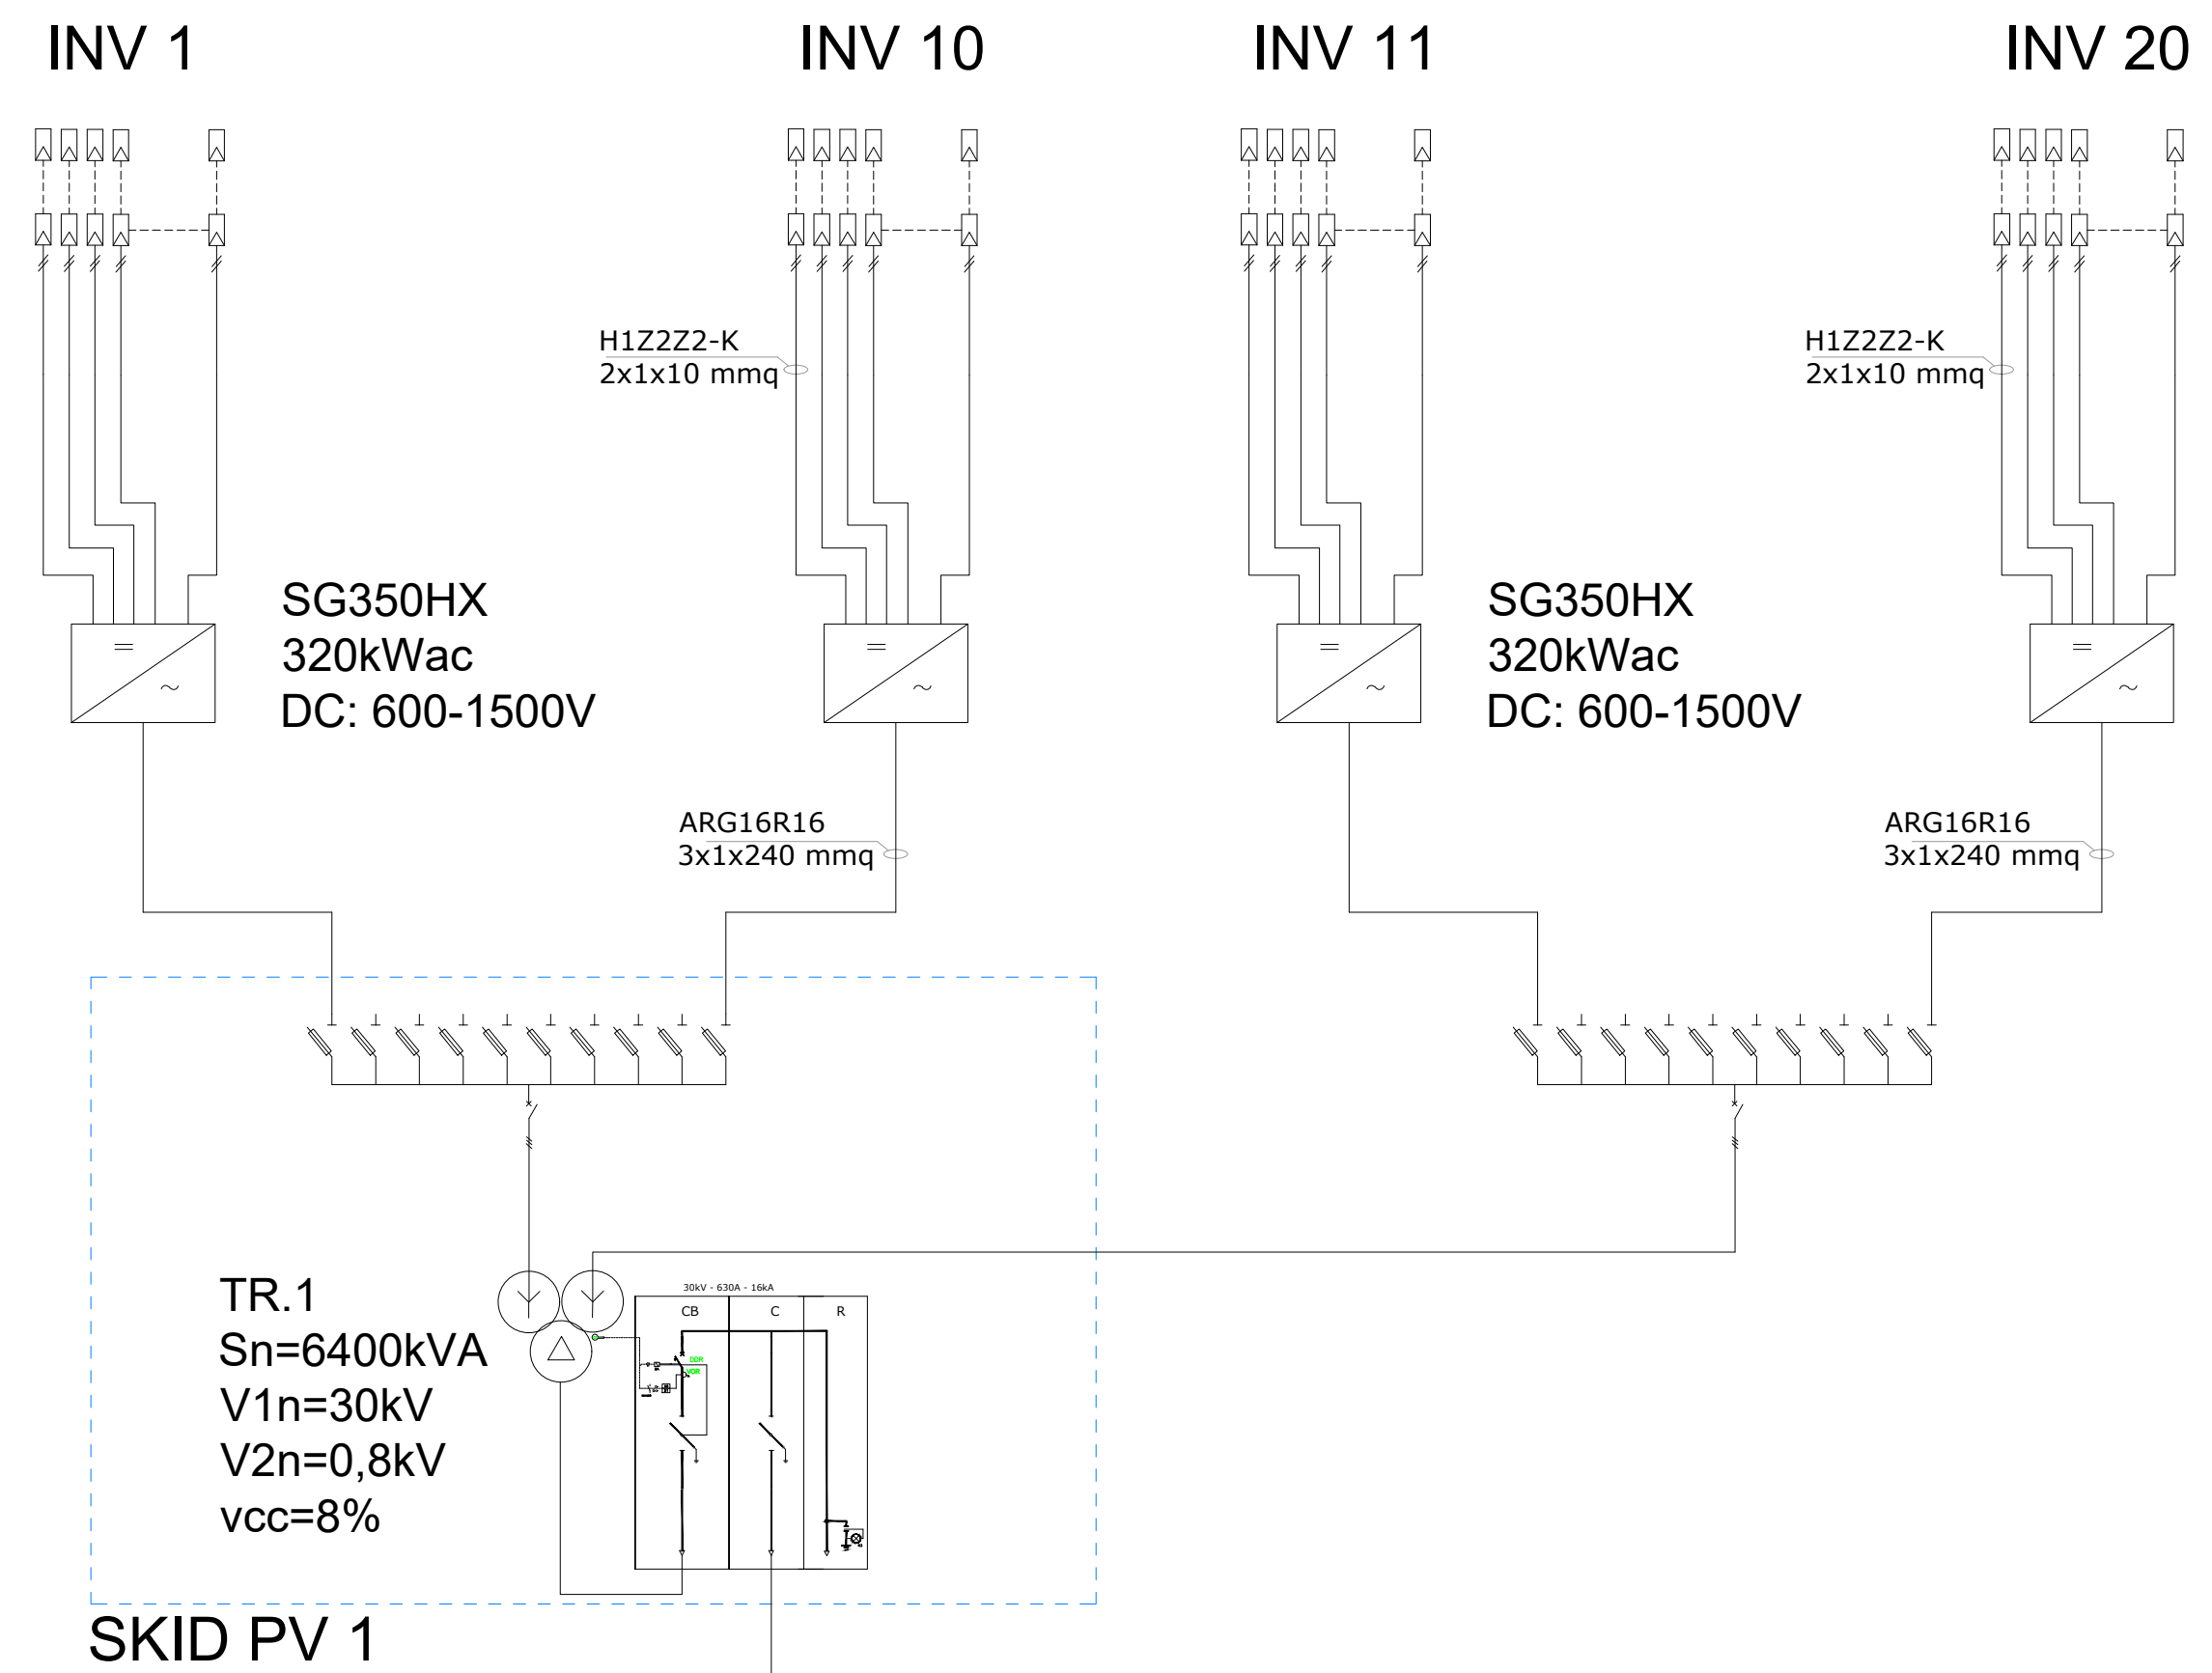 INV 1
INV 10
INV 11
INV 20
H1Z2Z2-K
2x1x10 mmq
H1Z2Z2-K
2x1x10 mmq
SG350HX
320kWac
DC: 600-1500V
SG350HX
320kWac
DC: 600-1500V
ARG16R16
3x1x240 mmq
ARG16R16
3x1x240 mmq
TR.1
Sn=6400kVA
V1n=30kV
V2n=0,8kV
vcc=8%
30kV - 630A - 16kA
CB
C
R
DDR
VOR
SKID PV 1